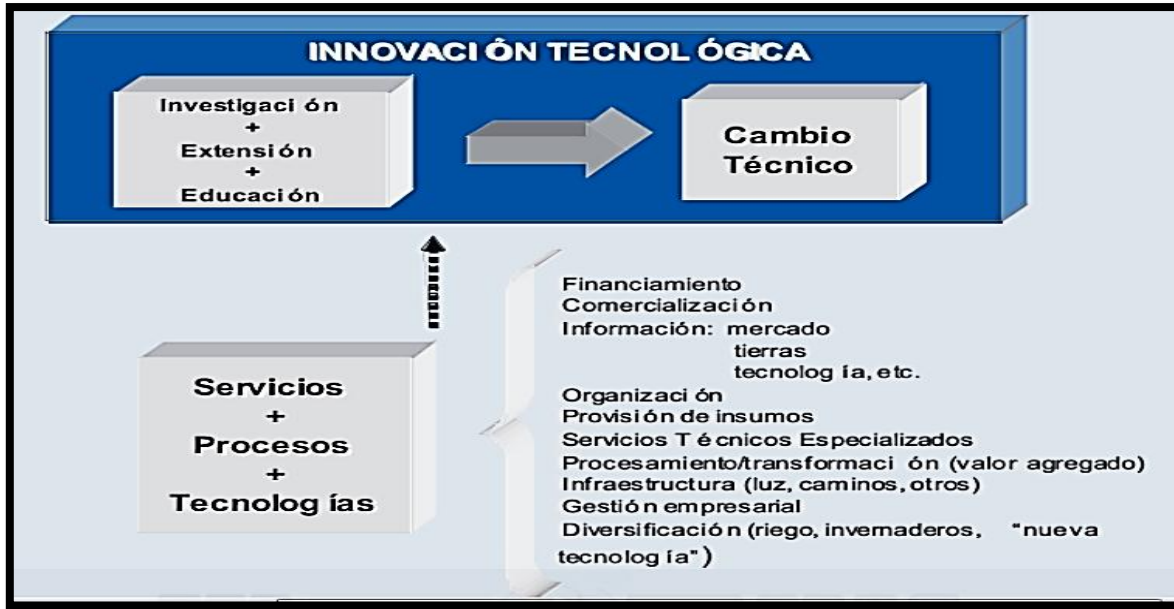 INNOVACIÓN TECNOLÓGICA
Investigación
+
Extensión
+
Educación
Cambio
Técnico
Servicios
+
Procesos
+
Tecnologías
Financiamiento
Comercialización
Información: mercado
tierras
tecnología, etc.
Organización
Provisión de insumos
Servicios Técnicos Especializados
Procesamiento/transformación (valor agregado)
Infraestructura (luz, caminos, otros)
Gestión empresarial
Diversificación (riego, invernaderos, "nueva
tecnología")